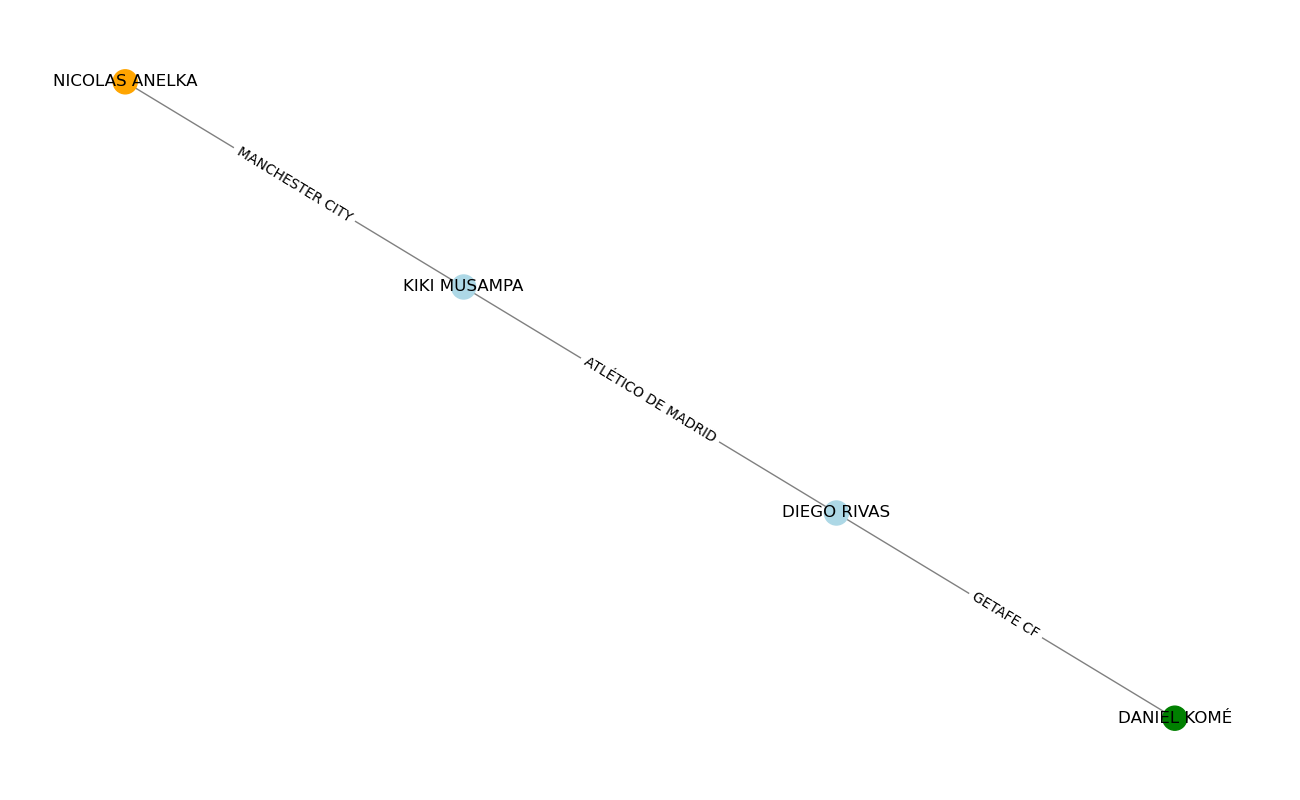 NICOLAS ANELKA
MANCHESTER CITY
KIKI MUSAMPA
ATLÉTICO DE MADRID
DIEGO RIVAS
GETAFE CF
DANIEL KOMÉ